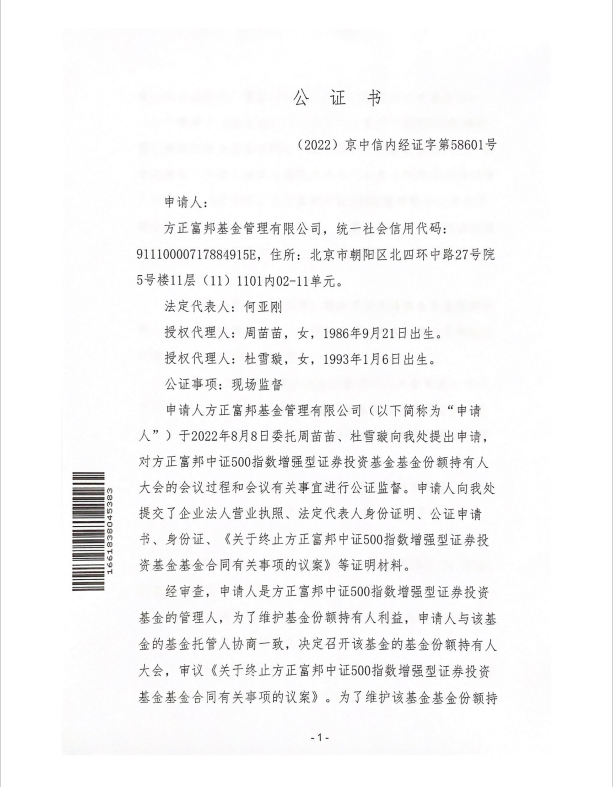 公 证 书
（2022）京中信内经证字第58601号
申请人：
方正富邦基金管理有限公司，统一社会信用代码：
91110000717884915E，住所：北京市朝阳区北四环中路27号院
5号楼11层（11）1101内02-11单元。
法定代表人：何亚刚
授权代理人：周苗苗，女，1986年9月21日出生。
授权代理人：杜雪璇，女，1993年1月6日出生。
公证事项：现场监督
申请人方正富邦基金管理有限公司（以下简称为“申请
人”）于2022年8月8日委托周苗苗、杜雪璇向我处提出申请，
对方正富邦中证500指数增强型证券投资基金基金份额持有人
大会的会议过程和会议有关事宜进行公证监督。申请人向我处
提交了企业法人营业执照、法定代表人身份证明、公证申请
书、身份证、《关于终止方正富邦中证500指数增强型证券投
资基金基金合同有关事项的议案》等证明材料。
经审查，申请人是方正富邦中证500指数增强型证券投资
基金的管理人，为了维护基金份额持有人利益，申请人与该基
金的基金托管人协商一致，决定召开该基金的基金份额持有人
大会，审议《关于终止方正富邦中证500指数增强型证券投资
基金基金合同有关事项的议案》。为了维护该基金基金份额持
1661838045383
-1-